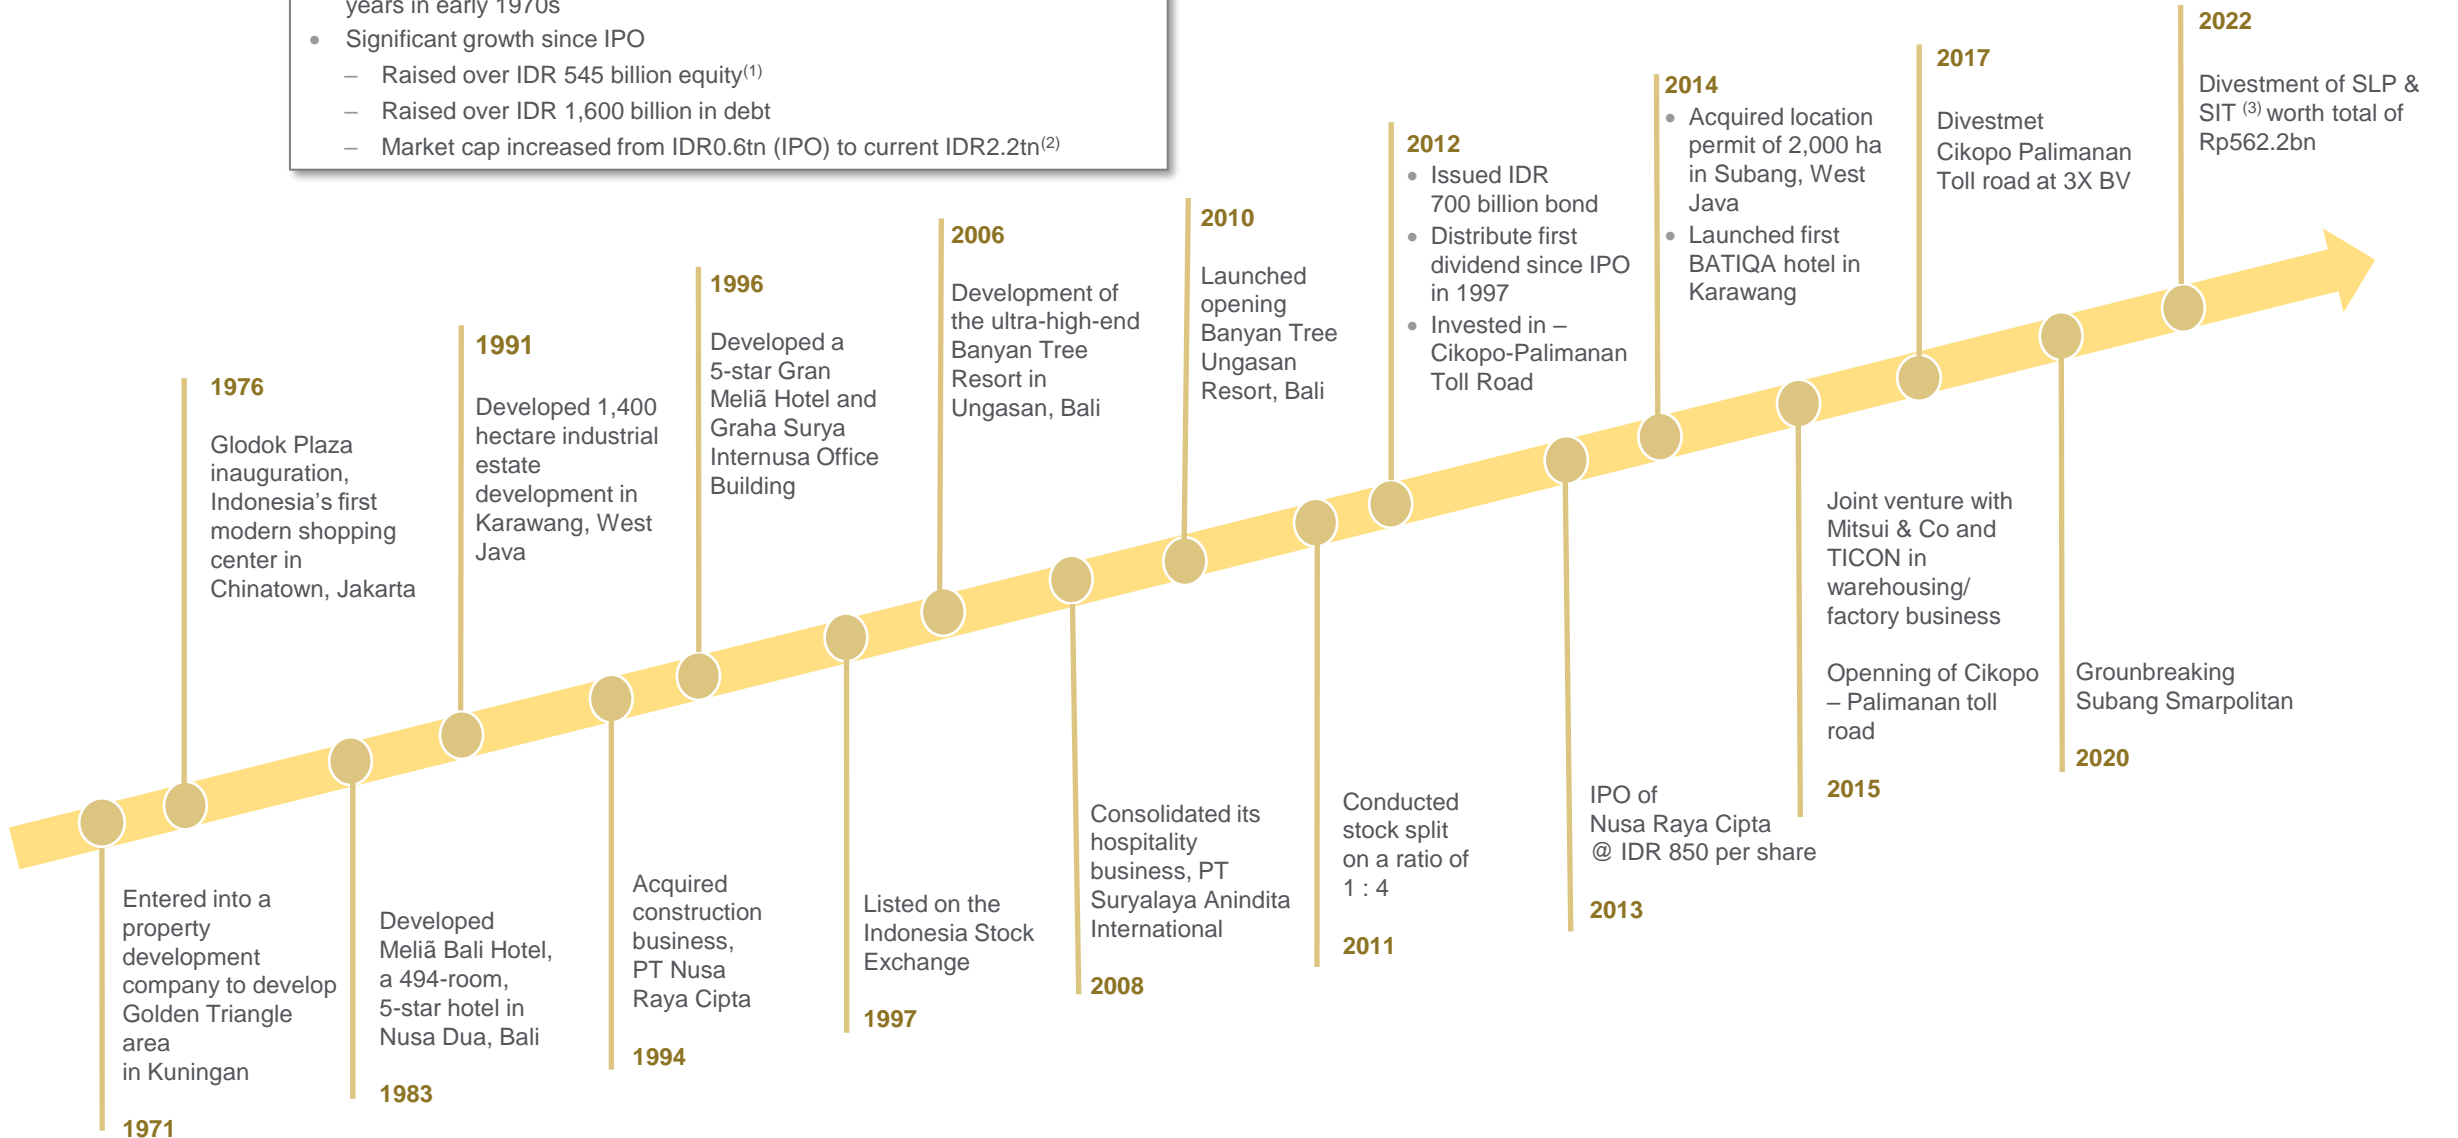 years in early 1970s
• Significant growth since IPO
– Raised over IDR 545 billion equity(1)
– Raised over IDR 1,600 billion in debt
– Market cap increased from IDR0.6tn (IPO) to current IDR2.2tn(2)
1971
Entered into a
property
development
company to develop
Golden Triangle
area
in Kuningan
1976
Glodok Plaza
inauguration,
Indonesia's first
modern shopping
center in
Chinatown, Jakarta
Developed
Meliã Bali Hotel,
a 494-room,
5-star hotel in
Nusa Dua, Bali
1983
1991
Developed 1,400
hectare industrial
estate
development in
Karawang, West
Java
Acquired
construction
business,
PT Nusa
Raya Cipta
1994
1996
Developed a
5-star Gran
Meliã Hotel and
Graha Surya
Internusa Office
Building
Listed on the
Indonesia Stock
Exchange
1997
2006
Development of
the ultra-high-end
Banyan Tree
Resort in
Ungasan, Bali
Consolidated its
hospitality
business, PT
Suryalaya Anindita
International
2008
2010
Launched
opening
Banyan Tree
Ungasan
Resort, Bali
Conducted
stock split
on a ratio of
1 : 4
2011
2012
• Issued IDR
700 billion bond
• Distribute first
dividend since IPO
in 1997
• Invested in –
Cikopo-Palimanan
Toll Road
IPO of
Nusa Raya Cipta
@ IDR 850 per share
2013
2014
• Acquired location
permit of 2,000 ha
in Subang, West
Java
• Launched first
BATIQA hotel in
Karawang
Joint venture with
Mitsui & Co and
TICON in
warehousing/
factory business
Openning of Cikopo
– Palimanan toll
road
2015
2017
Divestmet
Cikopo Palimanan
Toll road at 3X BV
Grounbreaking
Subang Smarpolitan
2020
2022
Divestment of SLP &
SIT (3) worth total of
Rp562.2bn